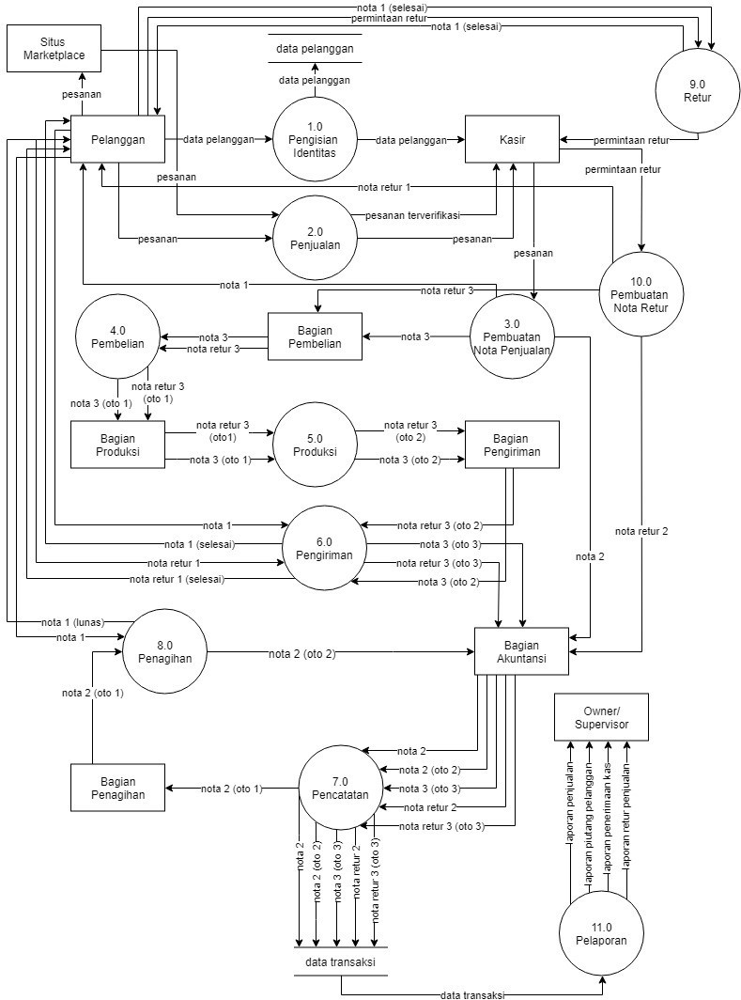 nota 1 (selesai)
permintaan retur
nota 1 (selesai)
Situs
Marketplace
data pelanggan
data pelanggan
pesanan
9.0
Retur
Pelanggan
data pelanggan
1.0
Pengisian
Identitas
data pelanggan
Kasir
permintaan retur
permintaan retur
pesanan
nota retur 1
pesanan terverifikasi
2.0
Penjualan
pesanan
pesanan
pesanan
nota 1
nota retur 3
10.0
Pembuatan
Nota Retur
4.0
Pembelian
nota 3
nota retur 3
Bagian
Pembelian
nota 3
3.0
Pembuatan
Nota Penjualan
nota 3 (oto 1)
nota retur 3
(oto 1)
Bagian
Produksi
nota retur 3
(oto1)
nota 3 (oto 1)
5.0
Produksi
nota retur 3
(oto 2)
nota 3 (oto 2)
Bagian
Pengiriman
nota 1
nota 1 (selesai)
nota retur 1
nota retur 1 (selesai)
6.0
Pengiriman
nota retur 3 (oto 2)
nota 3 (oto 3)
nota retur 3 (oto 3)
nota 3 (oto 2)
nota 2
nota retur 2
nota 1 (lunas)
nota 1
8.0
Penagihan
nota 2 (oto 2)
Bagian
Akuntansi
nota 2 (oto 1)
Owner/
Supervisor
Bagian
Penagihan
nota 2 (oto 1)
7.0
Pencatatan
nota 2
nota 2 (oto 2)
nota 3 (oto 3)
nota retur 2
nota retur 3 (oto 3)
laporan penjualan
laporan piutang pelanggan
laporan penerimaan kas
laporan retur penjualan
nota 2
nota 2 (oto 2)
nota 3 (oto 3)
nota retur 2
nota retur 3 (oto 3)
11.0
Pelaporan
data transaksi
data transaksi